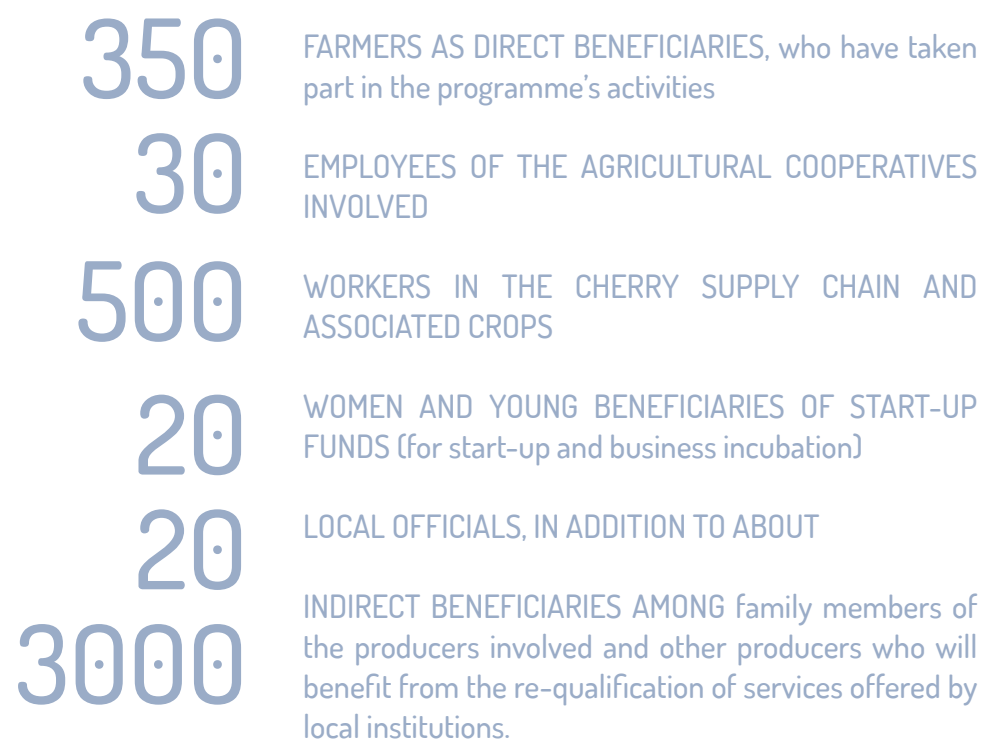 350
FARMERS AS DIRECT BENEFICIARIES, who have taken
part in the programme’s activities
30
EMPLOYEES OF THE AGRICULTURAL COOPERATIVES
INVOLVED
500
WORKERS IN THE CHERRY SUPPLY CHAIN AND
ASSOCIATED CROPS
20
WOMEN AND YOUNG BENEFICIARIES OF START-UP
FUNDS (for start-up and business incubation)
20
LOCAL OFFICIALS, IN ADDITION TO ABOUT
3000
INDIRECT BENEFICIARIES AMONG family members of
the producers involved and other producers who will
benefit from the re-qualification of services offered by
local institutions.